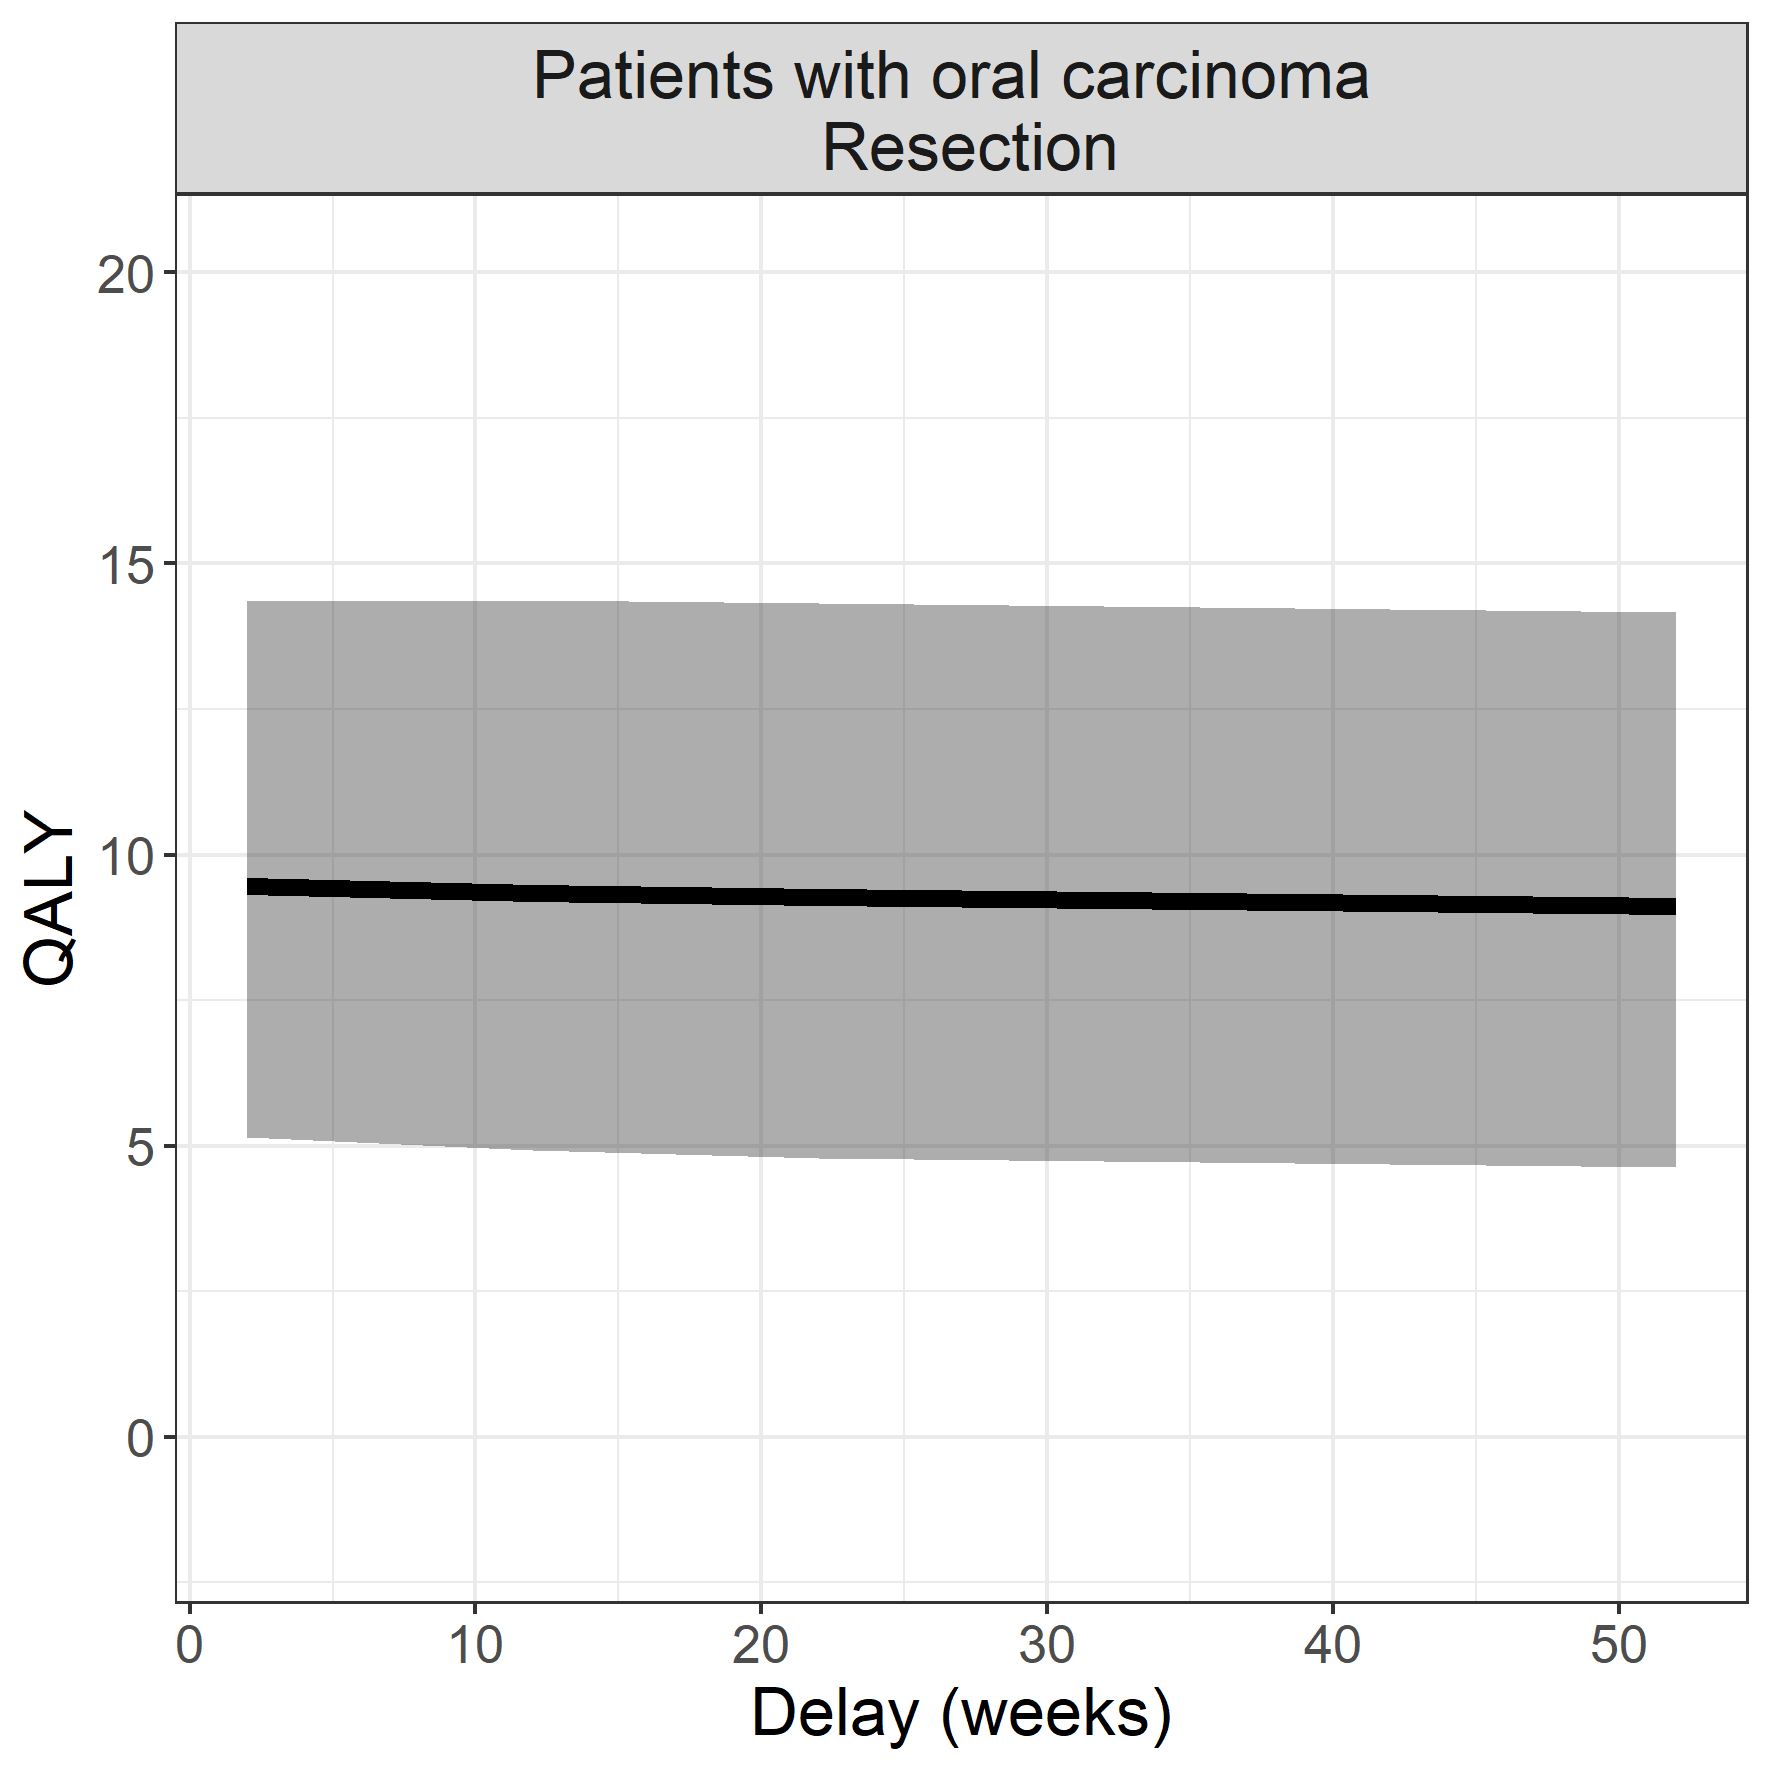 Patients with oral carcinoma
Resection
QALY
20
15
10
5
0
0 10 20 30 40 50
Delay (weeks)